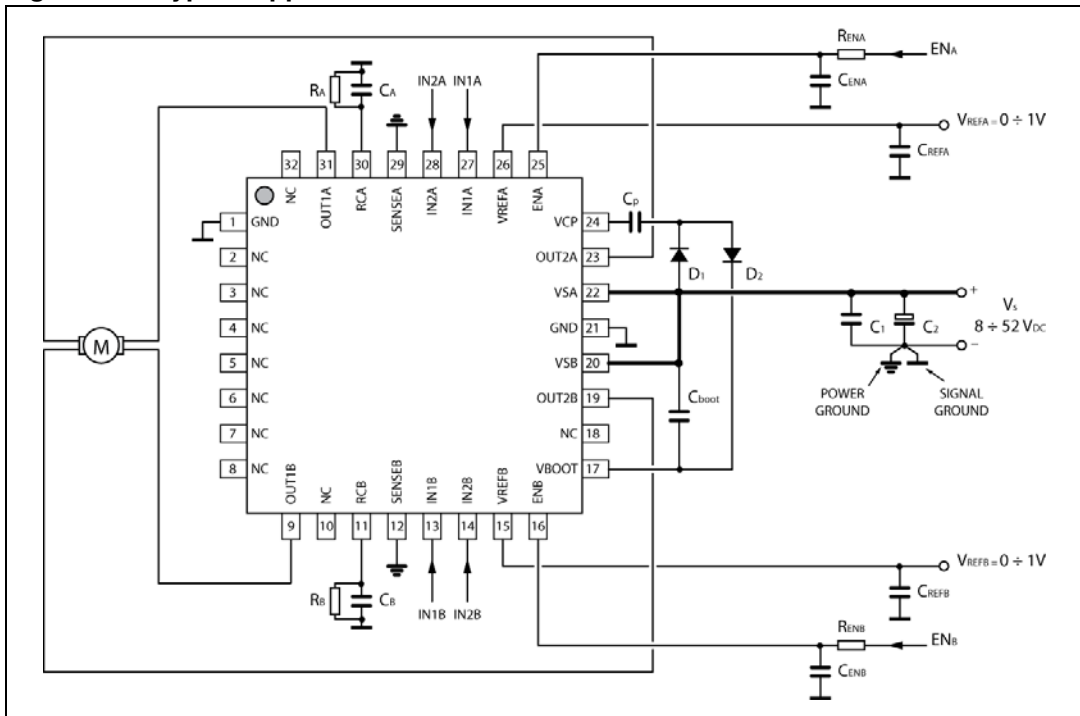 RENA
ENA
CENA
VREFA = 0 ÷ 1V
CREFA
RA
CA
IN2A
IN1A
32
31
30
29
28
27
26
25
NC
OUT1A
RCA
SENSEA
IN2A
IN1A
VREFA
ENA
1
GND
2
NC
3
NC
4
NC
5
NC
6
NC
7
NC
8
NC
M
VCP
24
OUT2A
23
VSA
22
GND
21
VSB
20
OUT2B
19
NC
18
VBOOT
17
CP
D1
D2
Cboot
C1
C2
+
Vs
8 ÷ 52 VDC
−
POWER
GROUND
SIGNAL
GROUND
OUT1B
NC
RCB
SENSEB
IN1B
IN2B
VREFB
ENB
9
10
11
12
13
14
15
16
RB
CB
IN1B
IN2B
VREFB = 0 ÷ 1V
CREFB
RENB
ENB
CENB